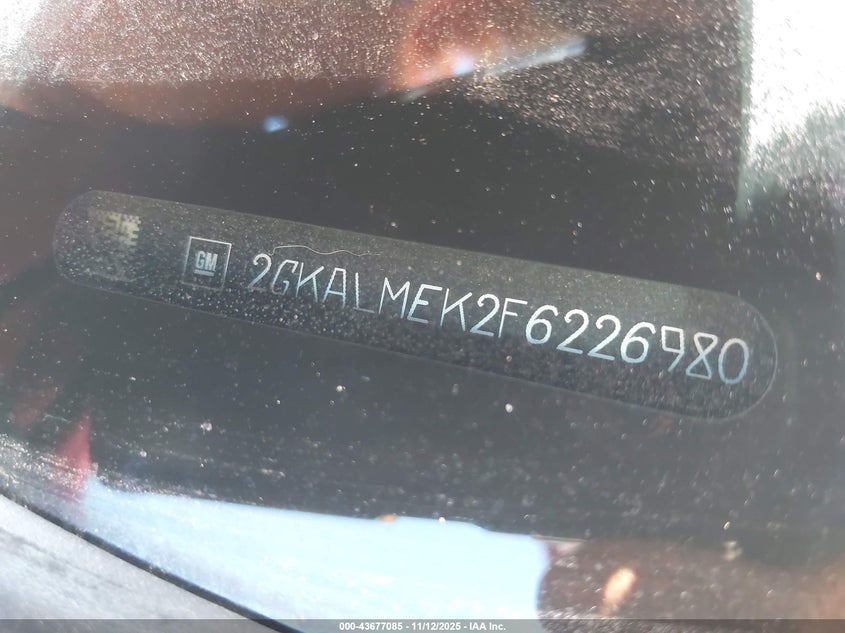 GM 2GKALMEK2F6226980
000-43677085 - 11/12/2025 - IAA Inc.